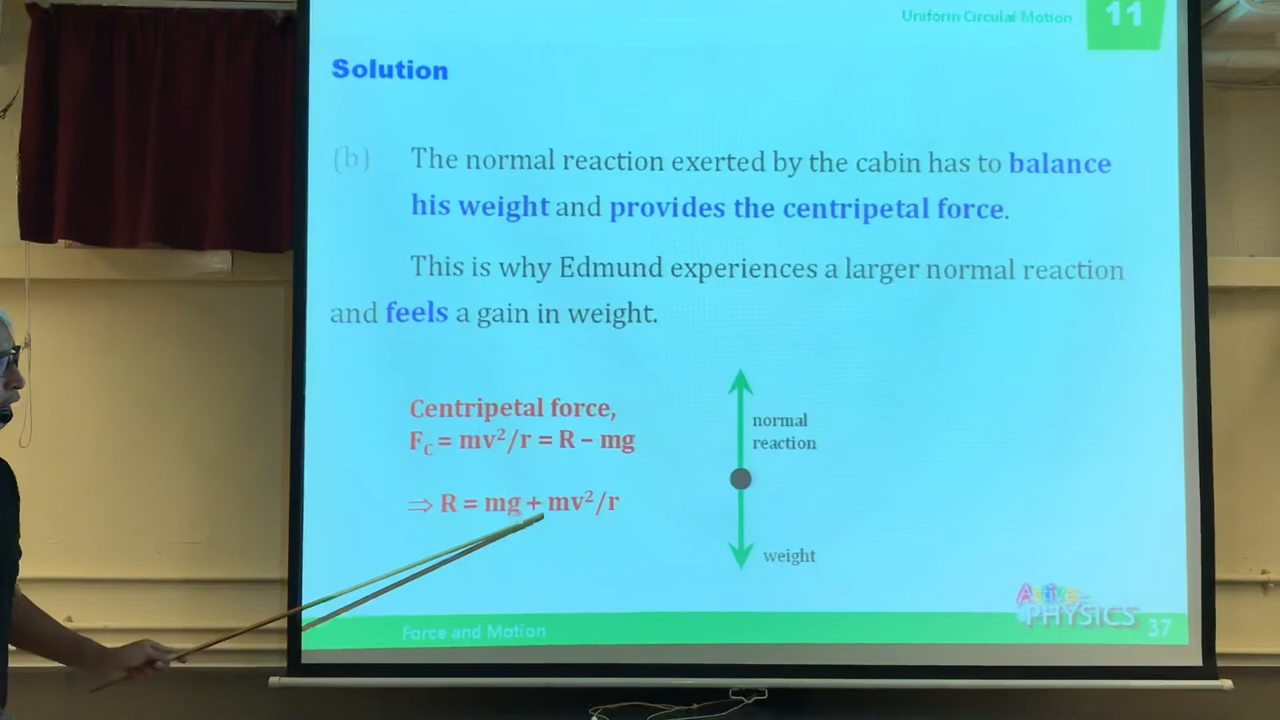 Uniform Circular Motion
11
Solution
(b) The normal reaction exerted by the cabin has to balance
his weight and provides the centripetal force.
This is why Edmund experiences a larger normal reaction
and feels a gain in weight.
Centripetal force,
F_C = mv²/r = R – mg
⇒ R = mg + mv²/r
normal
reaction
weight
Active
PHYSICS
Force and Motion
37